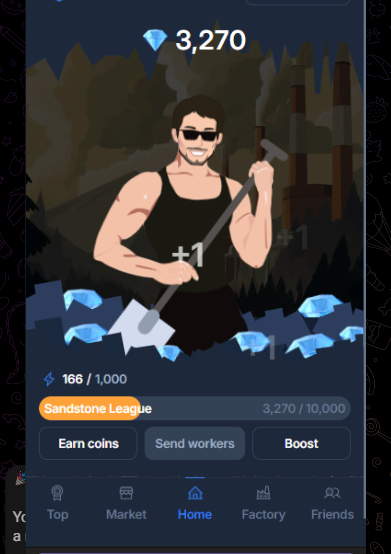 3,270
+1
+1
+1
166 / 1,000
Sandstone League 3,270 / 10,000
Earn coins Send workers Boost
Top Market Home Factory Friends